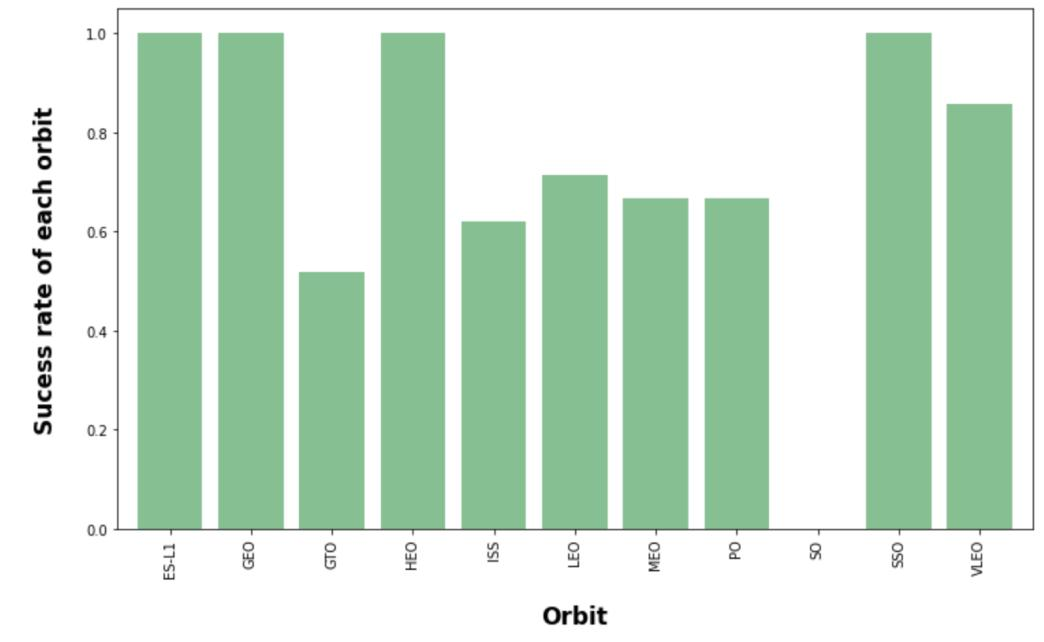 Sucess rate of each orbit
1.0
0.8
0.6
0.4
0.2
0.0
ES-L1
GEO
GTO
HEO
ISS
LEO
MEO
PO
SO
SSO
VLEO
Orbit